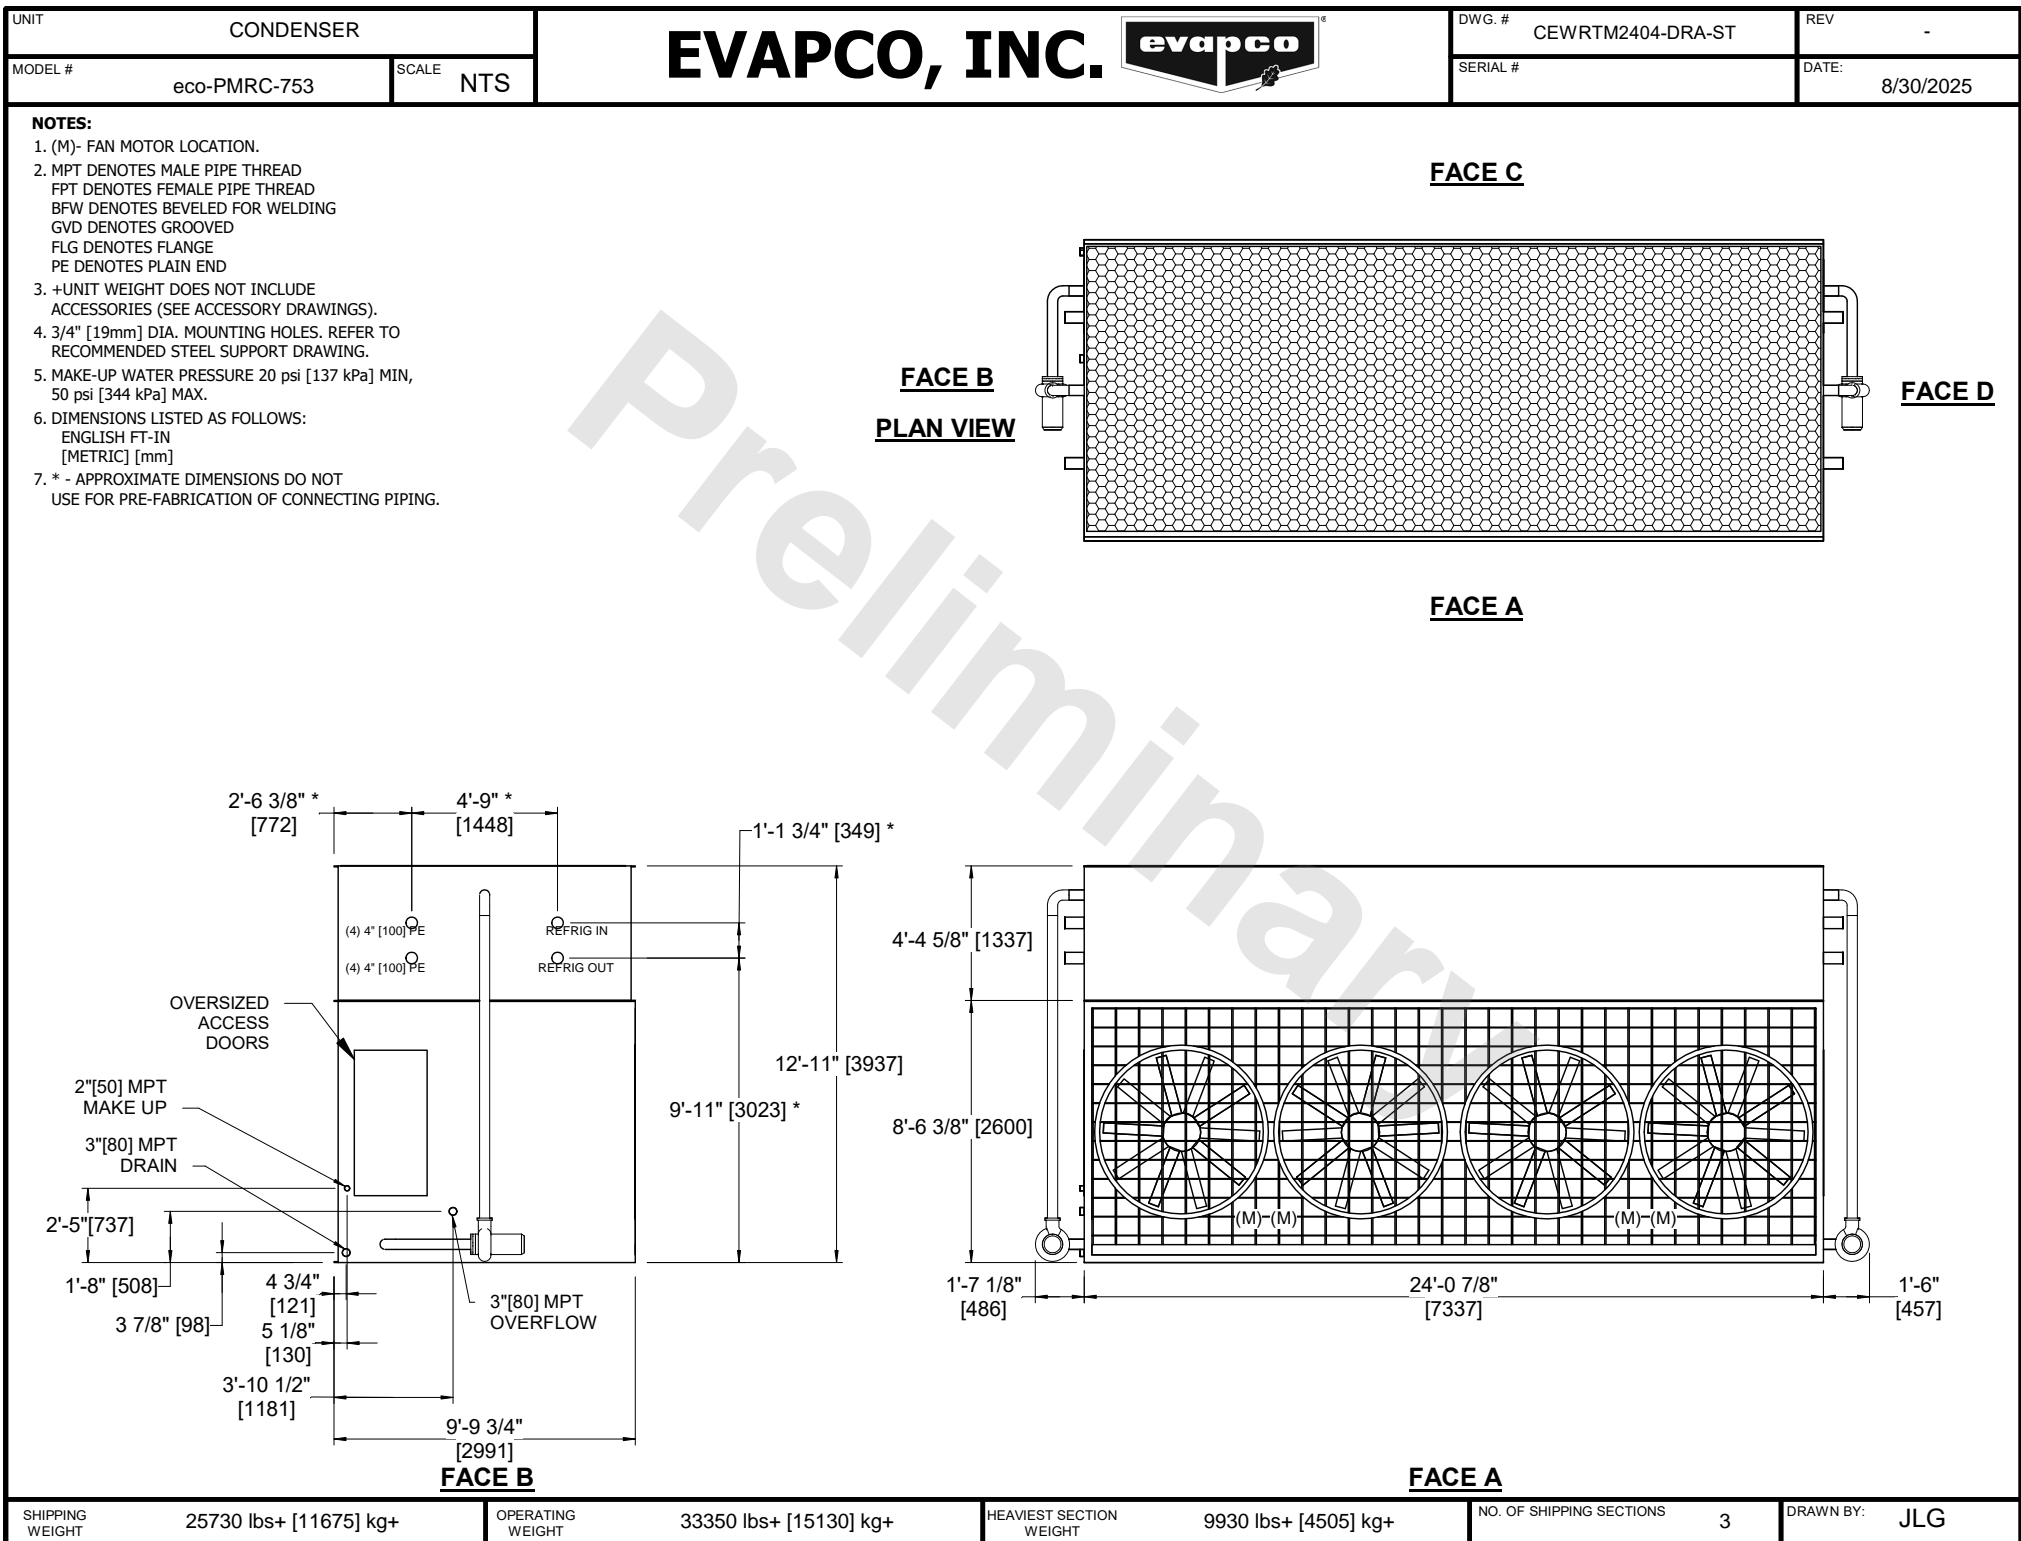 UNIT
CONDENSER
MODEL #
eco-PMRC-753
SCALE
NTS
EVAPCO, INC.
evapco
®
DWG. #
CEWRTM2404-DRA-ST
REV
-
SERIAL #
DATE:
8/30/2025
NOTES:
1. (M)- FAN MOTOR LOCATION.
2. MPT DENOTES MALE PIPE THREAD
FPT DENOTES FEMALE PIPE THREAD
BFW DENOTES BEVELED FOR WELDING
GVD DENOTES GROOVED
FLG DENOTES FLANGE
PE DENOTES PLAIN END
3. +UNIT WEIGHT DOES NOT INCLUDE
ACCESSORIES (SEE ACCESSORY DRAWINGS).
4. 3/4" [19mm] DIA. MOUNTING HOLES. REFER TO
RECOMMENDED STEEL SUPPORT DRAWING.
5. MAKE-UP WATER PRESSURE 20 psi [137 kPa] MIN,
50 psi [344 kPa] MAX.
6. DIMENSIONS LISTED AS FOLLOWS:
ENGLISH FT-IN
[METRIC] [mm]
7. * - APPROXIMATE DIMENSIONS DO NOT
USE FOR PRE-FABRICATION OF CONNECTING PIPING.
FACE C
FACE B
PLAN VIEW
FACE D
FACE A
Preliminary
2'-6 3/8" *
[772]
4'-9" *
[1448]
1'-1 3/4" [349] *
(4) 4" [100] PE
REFRIG IN
(4) 4" [100] PE
REFRIG OUT
OVERSIZED
ACCESS
DOORS
2"[50] MPT
MAKE UP
3"[80] MPT
DRAIN
2'-5"[737]
1'-8" [508]
3 7/8" [98]
4 3/4"
[121]
5 1/8"
[130]
3'-10 1/2"
[1181]
9'-9 3/4"
[2991]
3"[80] MPT
OVERFLOW
12'-11" [3937]
9'-11" [3023] *
FACE B
4'-4 5/8" [1337]
8'-6 3/8" [2600]
(M) (M)
(M) (M)
1'-7 1/8"
[486]
24'-0 7/8"
[7337]
1'-6"
[457]
FACE A
SHIPPING
WEIGHT
25730 lbs+ [11675] kg+
OPERATING
WEIGHT
33350 lbs+ [15130] kg+
HEAVIEST SECTION
WEIGHT
9930 lbs+ [4505] kg+
NO. OF SHIPPING SECTIONS
3
DRAWN BY:
JLG